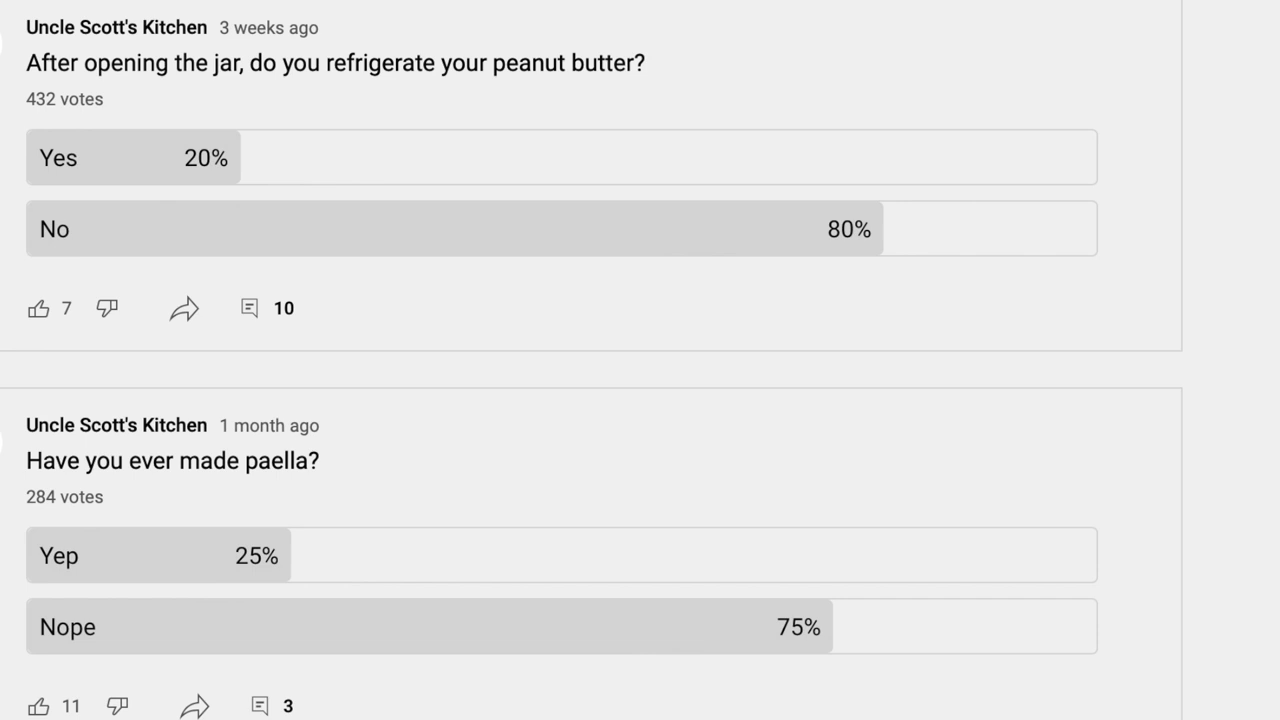 Uncle Scott's Kitchen 3 weeks ago
After opening the jar, do you refrigerate your peanut butter?
432 votes
Yes 20%
No 80%
7 10
Uncle Scott's Kitchen 1 month ago
Have you ever made paella?
284 votes
Yep 25%
Nope 75%
11 3